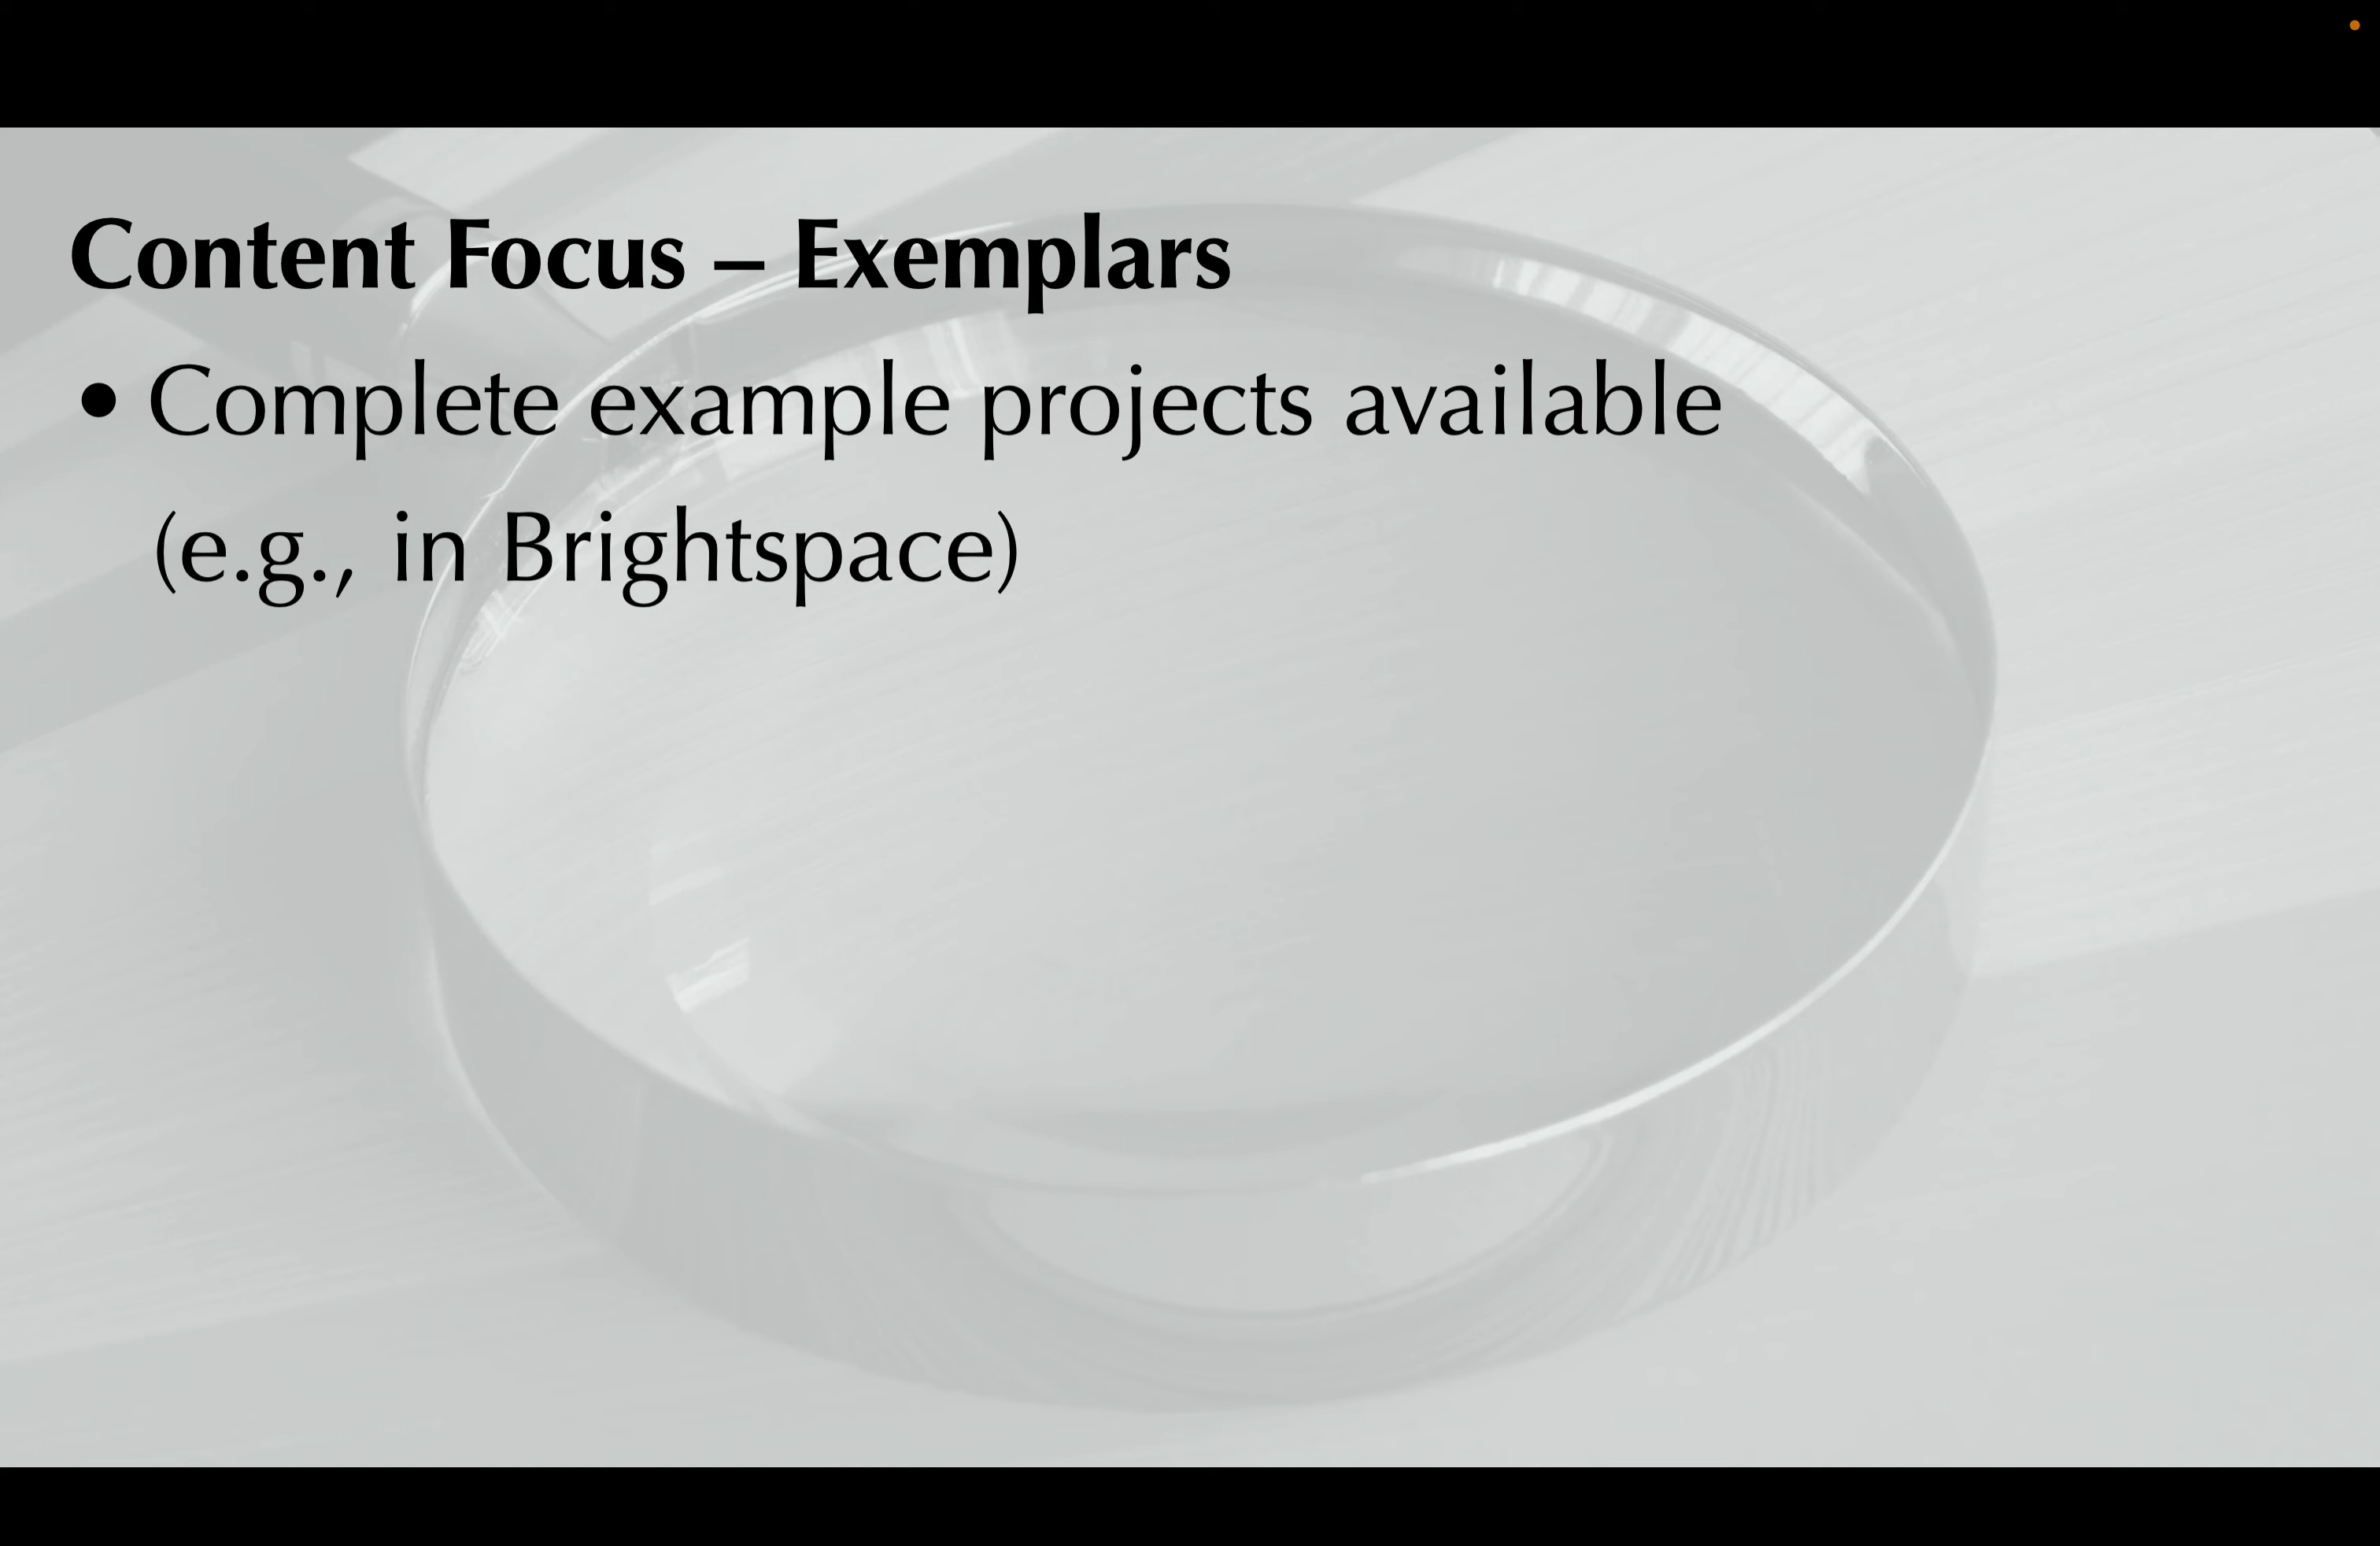 Content Focus – Exemplars
• Complete example projects available
(e.g., in Brightspace)